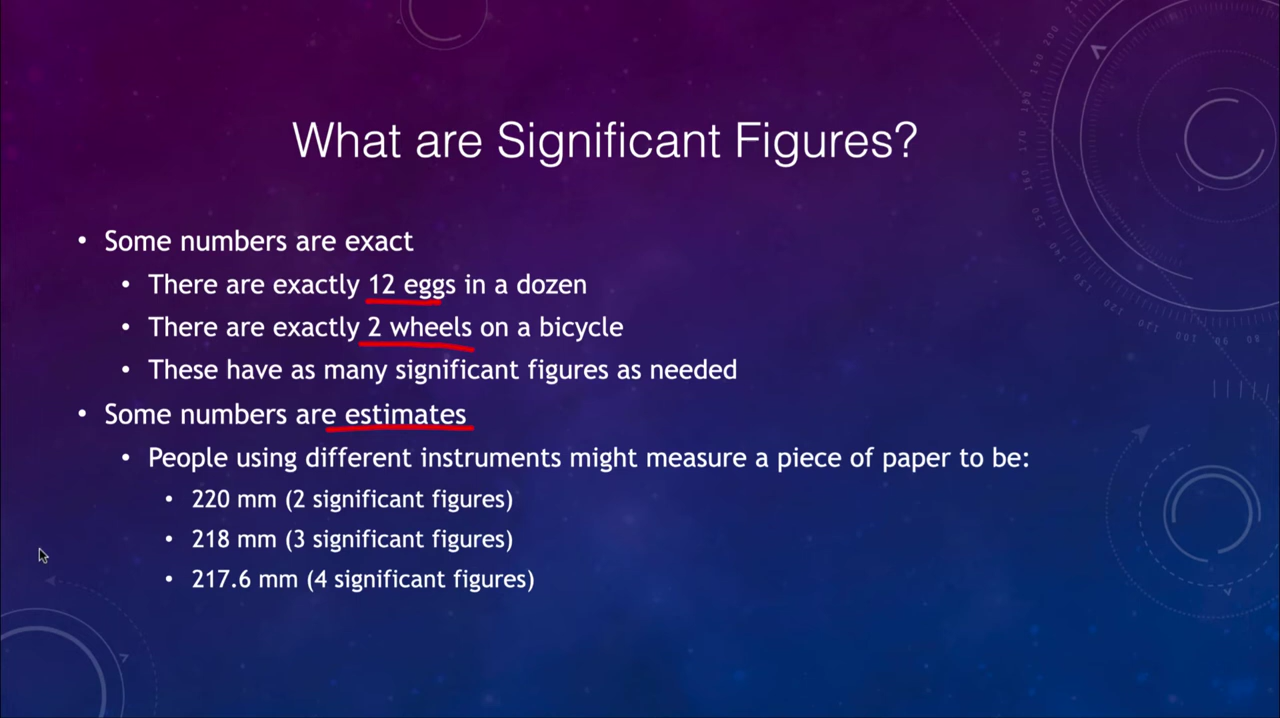 What are Significant Figures?
• Some numbers are exact
• There are exactly 12 eggs in a dozen
• There are exactly 2 wheels on a bicycle
• These have as many significant figures as needed
• Some numbers are estimates
• People using different instruments might measure a piece of paper to be:
• 220 mm (2 significant figures)
• 218 mm (3 significant figures)
• 217.6 mm (4 significant figures)